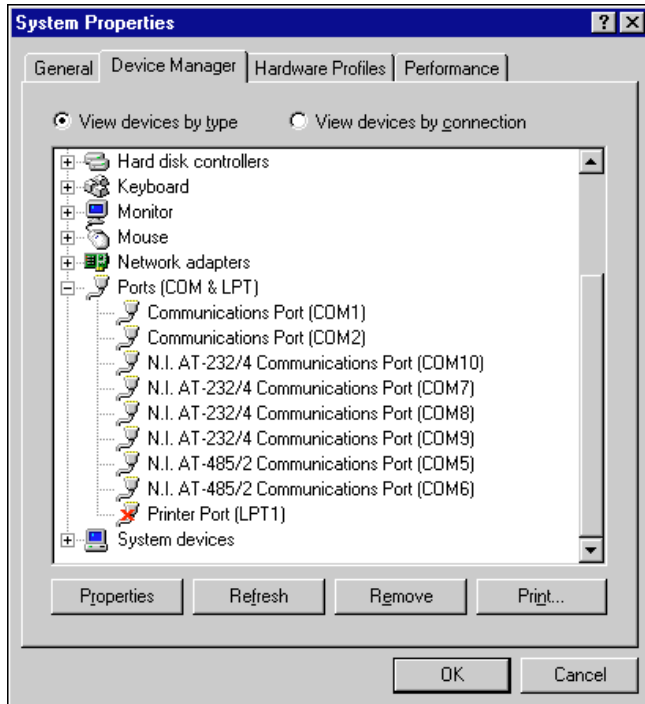 System Properties
General Device Manager Hardware Profiles Performance
View devices by type View devices by connection
Hard disk controllers
Keyboard
Monitor
Mouse
Network adapters
Ports (COM & LPT)
Communications Port (COM1)
Communications Port (COM2)
N.I. AT-232/4 Communications Port (COM10)
N.I. AT-232/4 Communications Port (COM7)
N.I. AT-232/4 Communications Port (COM8)
N.I. AT-232/4 Communications Port (COM9)
N.I. AT-485/2 Communications Port (COM5)
N.I. AT-485/2 Communications Port (COM6)
Printer Port (LPT1)
System devices
Properties Refresh Remove Print...
OK Cancel